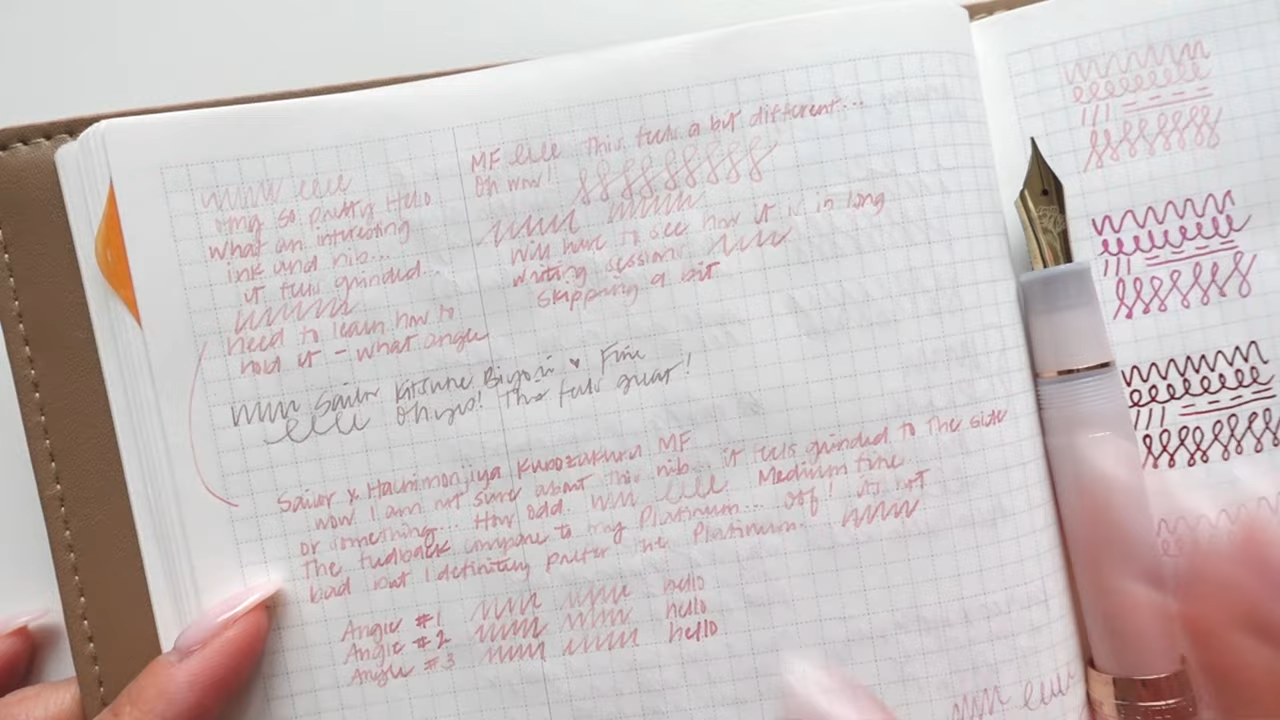 omg so pretty Hello
what an interesting
ink and nib...
it feels grinded...
need to learn how to
hold it - what angle
MF This feels a bit different...
Oh wow!!
will have to see how it is in long
writing sessions
Skipping a bit
Sailor Kitsune Biyori ♥ Fine
Oh yes! This feels great!
Sailor x Hachimonjiya Kubozakura MF
wow I am not sure about this nib... it feels grinded to the side
or something... How odd Medium fine.
The feedback compare to my Platinum... oof! it's not
bad but I definitely prefer the Platinum.
Angle #1 hello
Angle #2 hello
Angle #3 hello